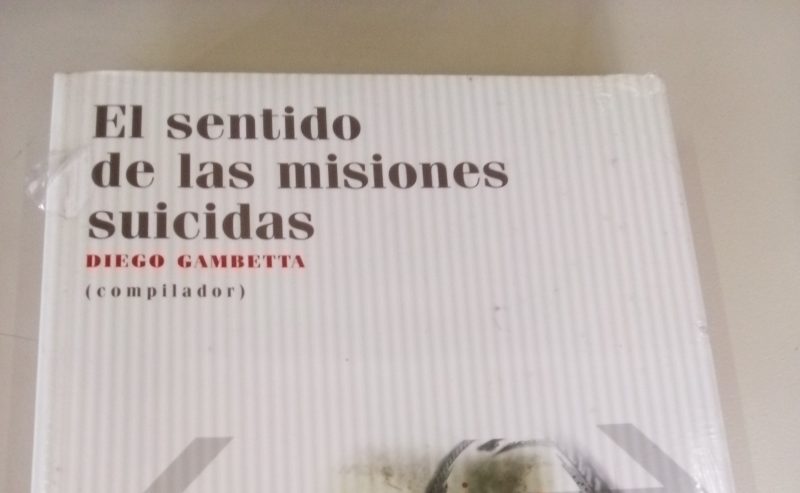 El sentido
de las misiones
suicidas
DIEGO GAMBETTA
(compilador)